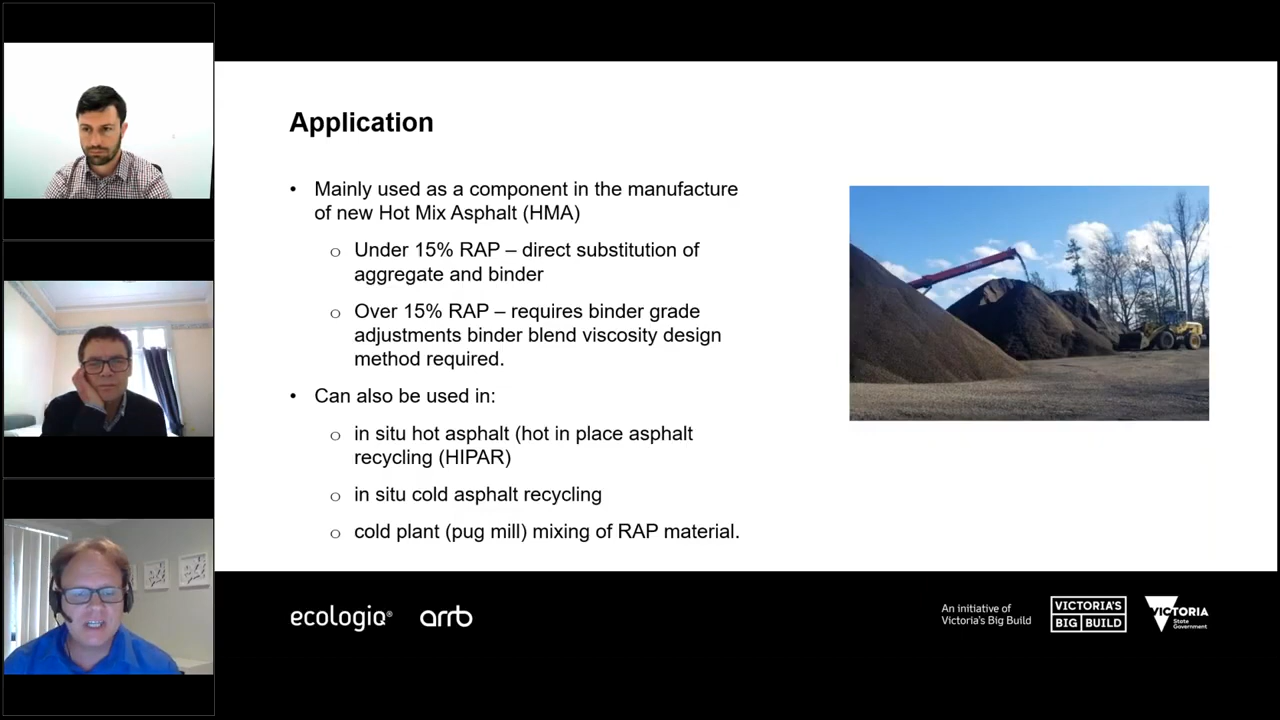 Application
• Mainly used as a component in the manufacture
of new Hot Mix Asphalt (HMA)
o Under 15% RAP – direct substitution of
aggregate and binder
o Over 15% RAP – requires binder grade
adjustments binder blend viscosity design
method required.
• Can also be used in:
o in situ hot asphalt (hot in place asphalt
recycling (HIPAR)
o in situ cold asphalt recycling
o cold plant (pug mill) mixing of RAP material.
ecologiq®
arrb
An initiative of
Victoria's Big Build
VICTORIA'S
BIG BUILD
VICTORIA
State
Government